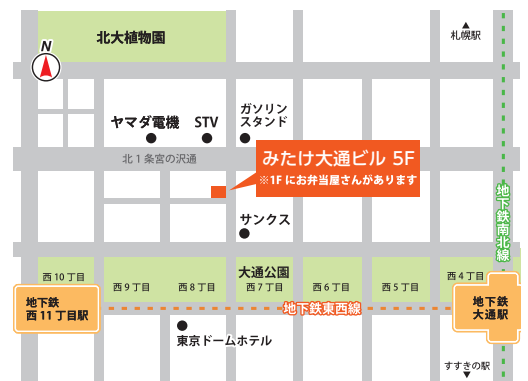 北大植物園
▲
札幌駅
N
ヤマダ電機
STV
ガソリン
スタンド
北1条宮の沢通
みたけ大通ビル 5F
※1Fにお弁当屋さんがあります
地下鉄南北線
サンクス
大通公園
西10丁目
西9丁目
西8丁目
西7丁目
西6丁目
西5丁目
西4丁目
地下鉄
西11丁目駅
地下鉄東西線
地下鉄
大通駅
東京ドームホテル
すすきの駅
▼